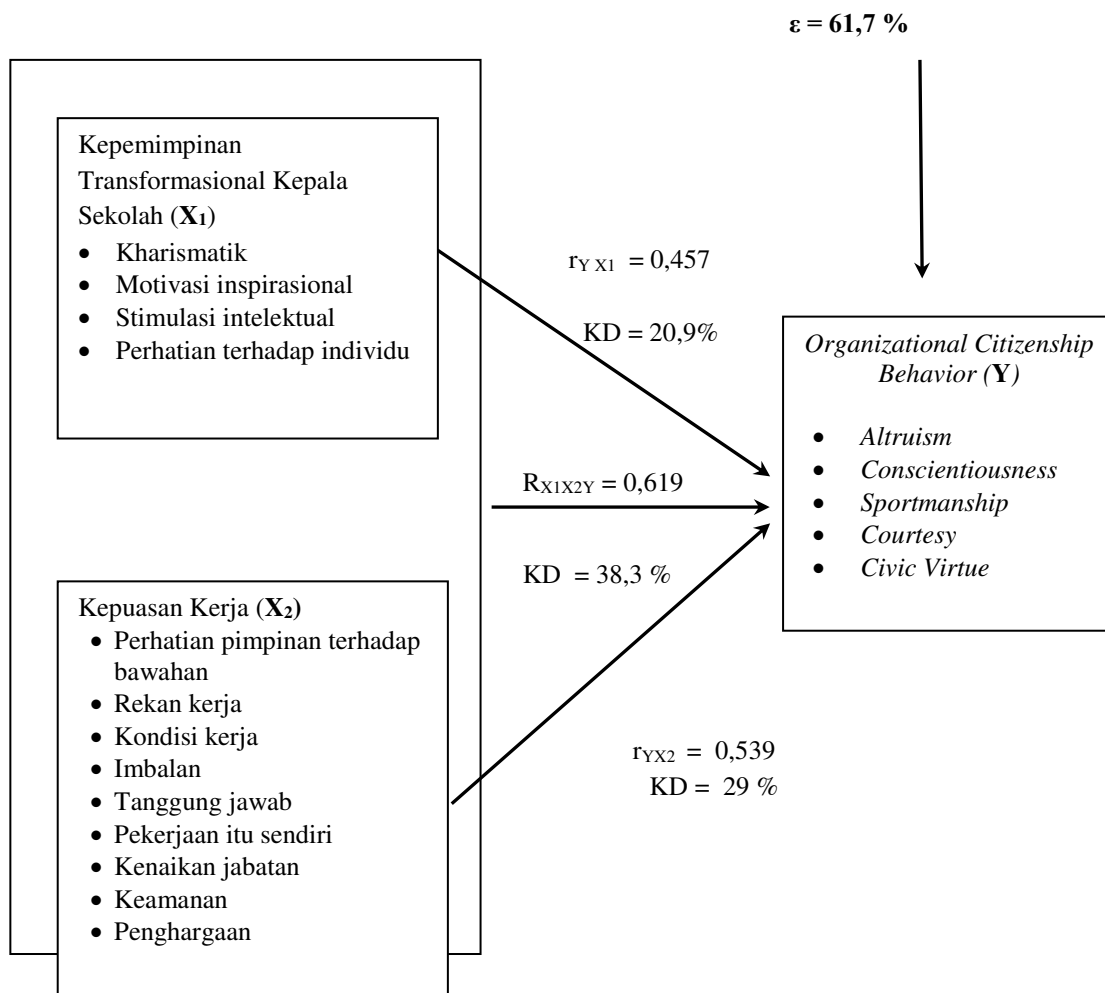 ε = 61,7 %
Kepemimpinan
Transformasional Kepala
Sekolah (X₁)
• Kharismatik
• Motivasi inspirasional
• Stimulasi intelektual
• Perhatian terhadap individu
r_Y X1 = 0,457
KD = 20,9%
R_X1X2Y = 0,619
KD = 38,3 %
Organizational Citizenship
Behavior (Y)
• Altruism
• Conscientiousness
• Sportmanship
• Courtesy
• Civic Virtue
Kepuasan Kerja (X₂)
• Perhatian pimpinan terhadap
bawahan
• Rekan kerja
• Kondisi kerja
• Imbalan
• Tanggung jawab
• Pekerjaan itu sendiri
• Kenaikan jabatan
• Keamanan
• Penghargaan
r_YX2 = 0,539
KD = 29 %